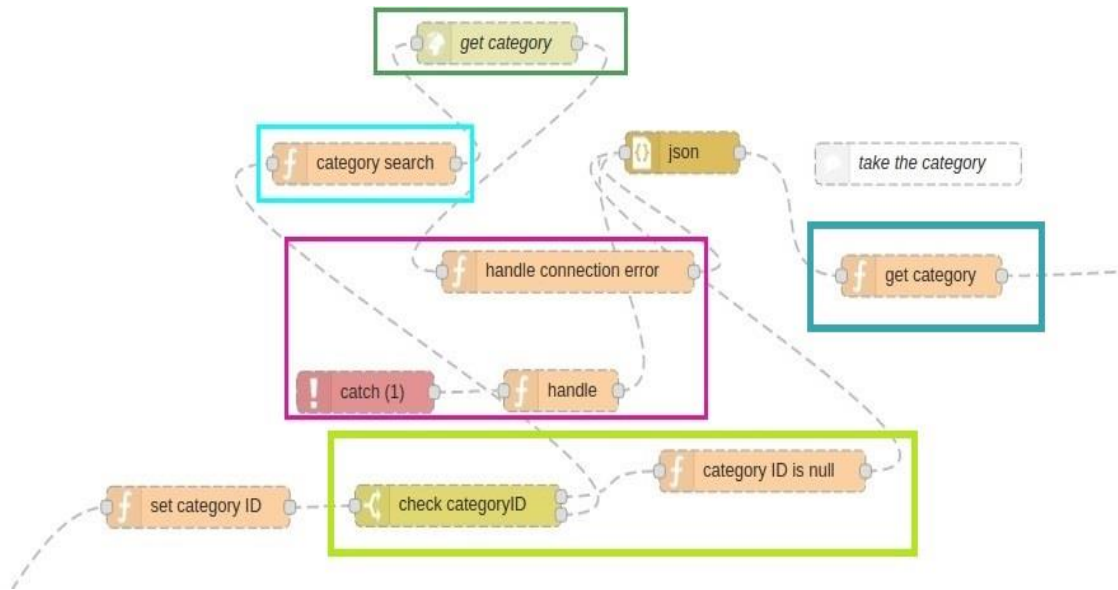 get category
category search
json
take the category
handle connection error
get category
catch (1)
handle
category ID is null
set category ID
check categoryID